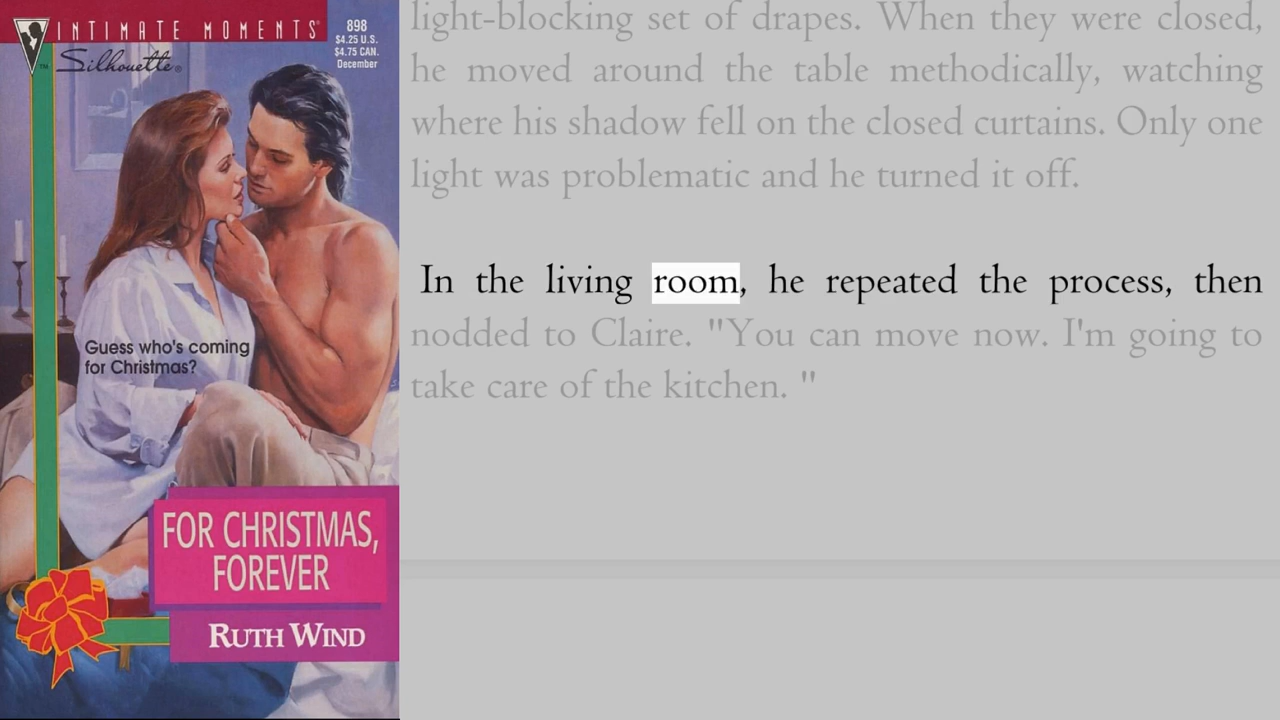 INTIMATE MOMENTS®
Silhouette®
TM
898
$4.25 U.S.
$4.75 CAN.
December
Guess who's coming
for Christmas?
FOR CHRISTMAS,
FOREVER
RUTH WIND
light-blocking set of drapes. When they were closed,
he moved around the table methodically, watching
where his shadow fell on the closed curtains. Only one
light was problematic and he turned it off.
In the living room, he repeated the process, then
nodded to Claire. "You can move now. I'm going to
take care of the kitchen. "